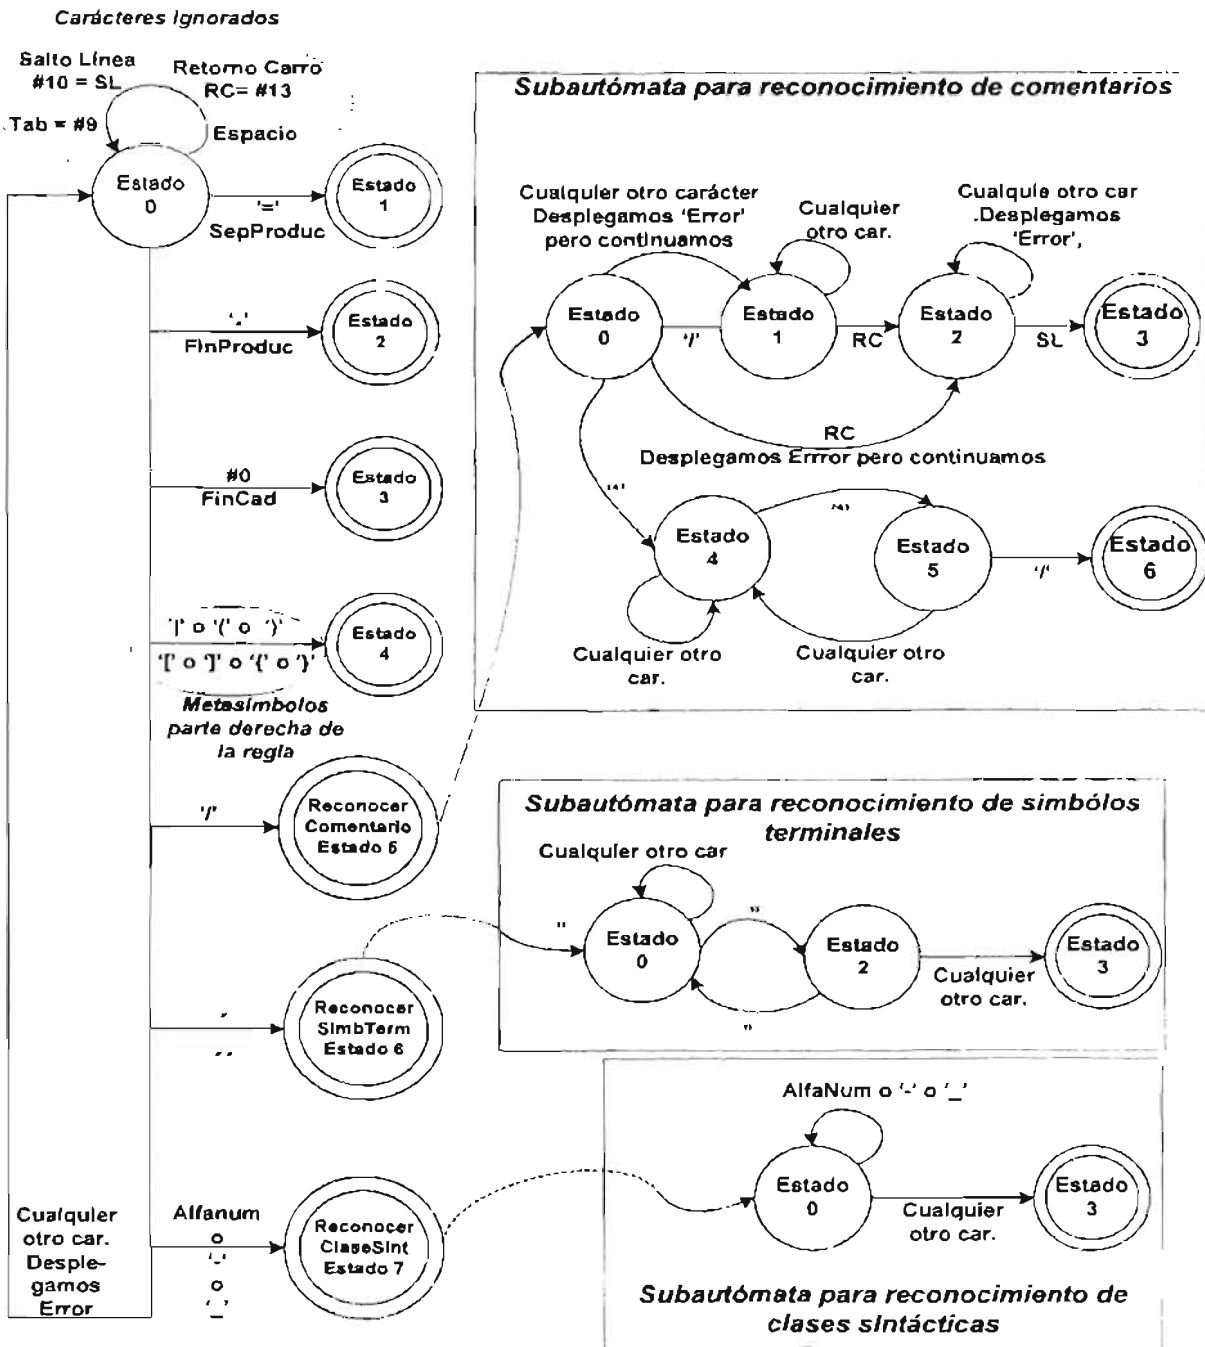 Carácteres Ignorados
Salto Línea
#10 = SL
Retorno Carro
RC= #13
Tab = #9
Espacio
Estado
0
'='
SepProduc
Estado
1
FinProduc
Estado
2
#0
FinCad
Estado
3
'|' o '(' o ')'
'[' o ']' o '{' o '}'
Estado
4
Metasímbolos
parte derecha de
la regla
'/'
Reconocer
Comentario
Estado 5
Reconocer
SimbTerm
Estado 6
Cualquier
otro car.
Desple-
gamos
Error
Alfanum
o
'-'
o
'_'
Reconocer
ClaseSint
Estado 7
Subautómata para reconocimiento de comentarios
Cualquier otro carácter
Desplegamos 'Error'
pero continuamos
Cualquier
otro car.
Cualquie otro car
.Desplegamos
'Error',
Estado
0
'/'
Estado
1
RC
Estado
2
SL
Estado
3
RC
Desplegamos Errror pero continuamos
'*'
Estado
4
'*'
Estado
5
'/'
Estado
6
Cualquier otro
car.
Cualquier otro
car.
Subautómata para reconocimiento de simbólos
terminales
Cualquier otro car
"
Estado
0
"
Estado
2
"
Cualquier
otro car.
Estado
3
AlfaNum o '-' o '_'
Estado
0
Cualquier
otro car.
Estado
3
Subautómata para reconocimiento de
clases sintácticas